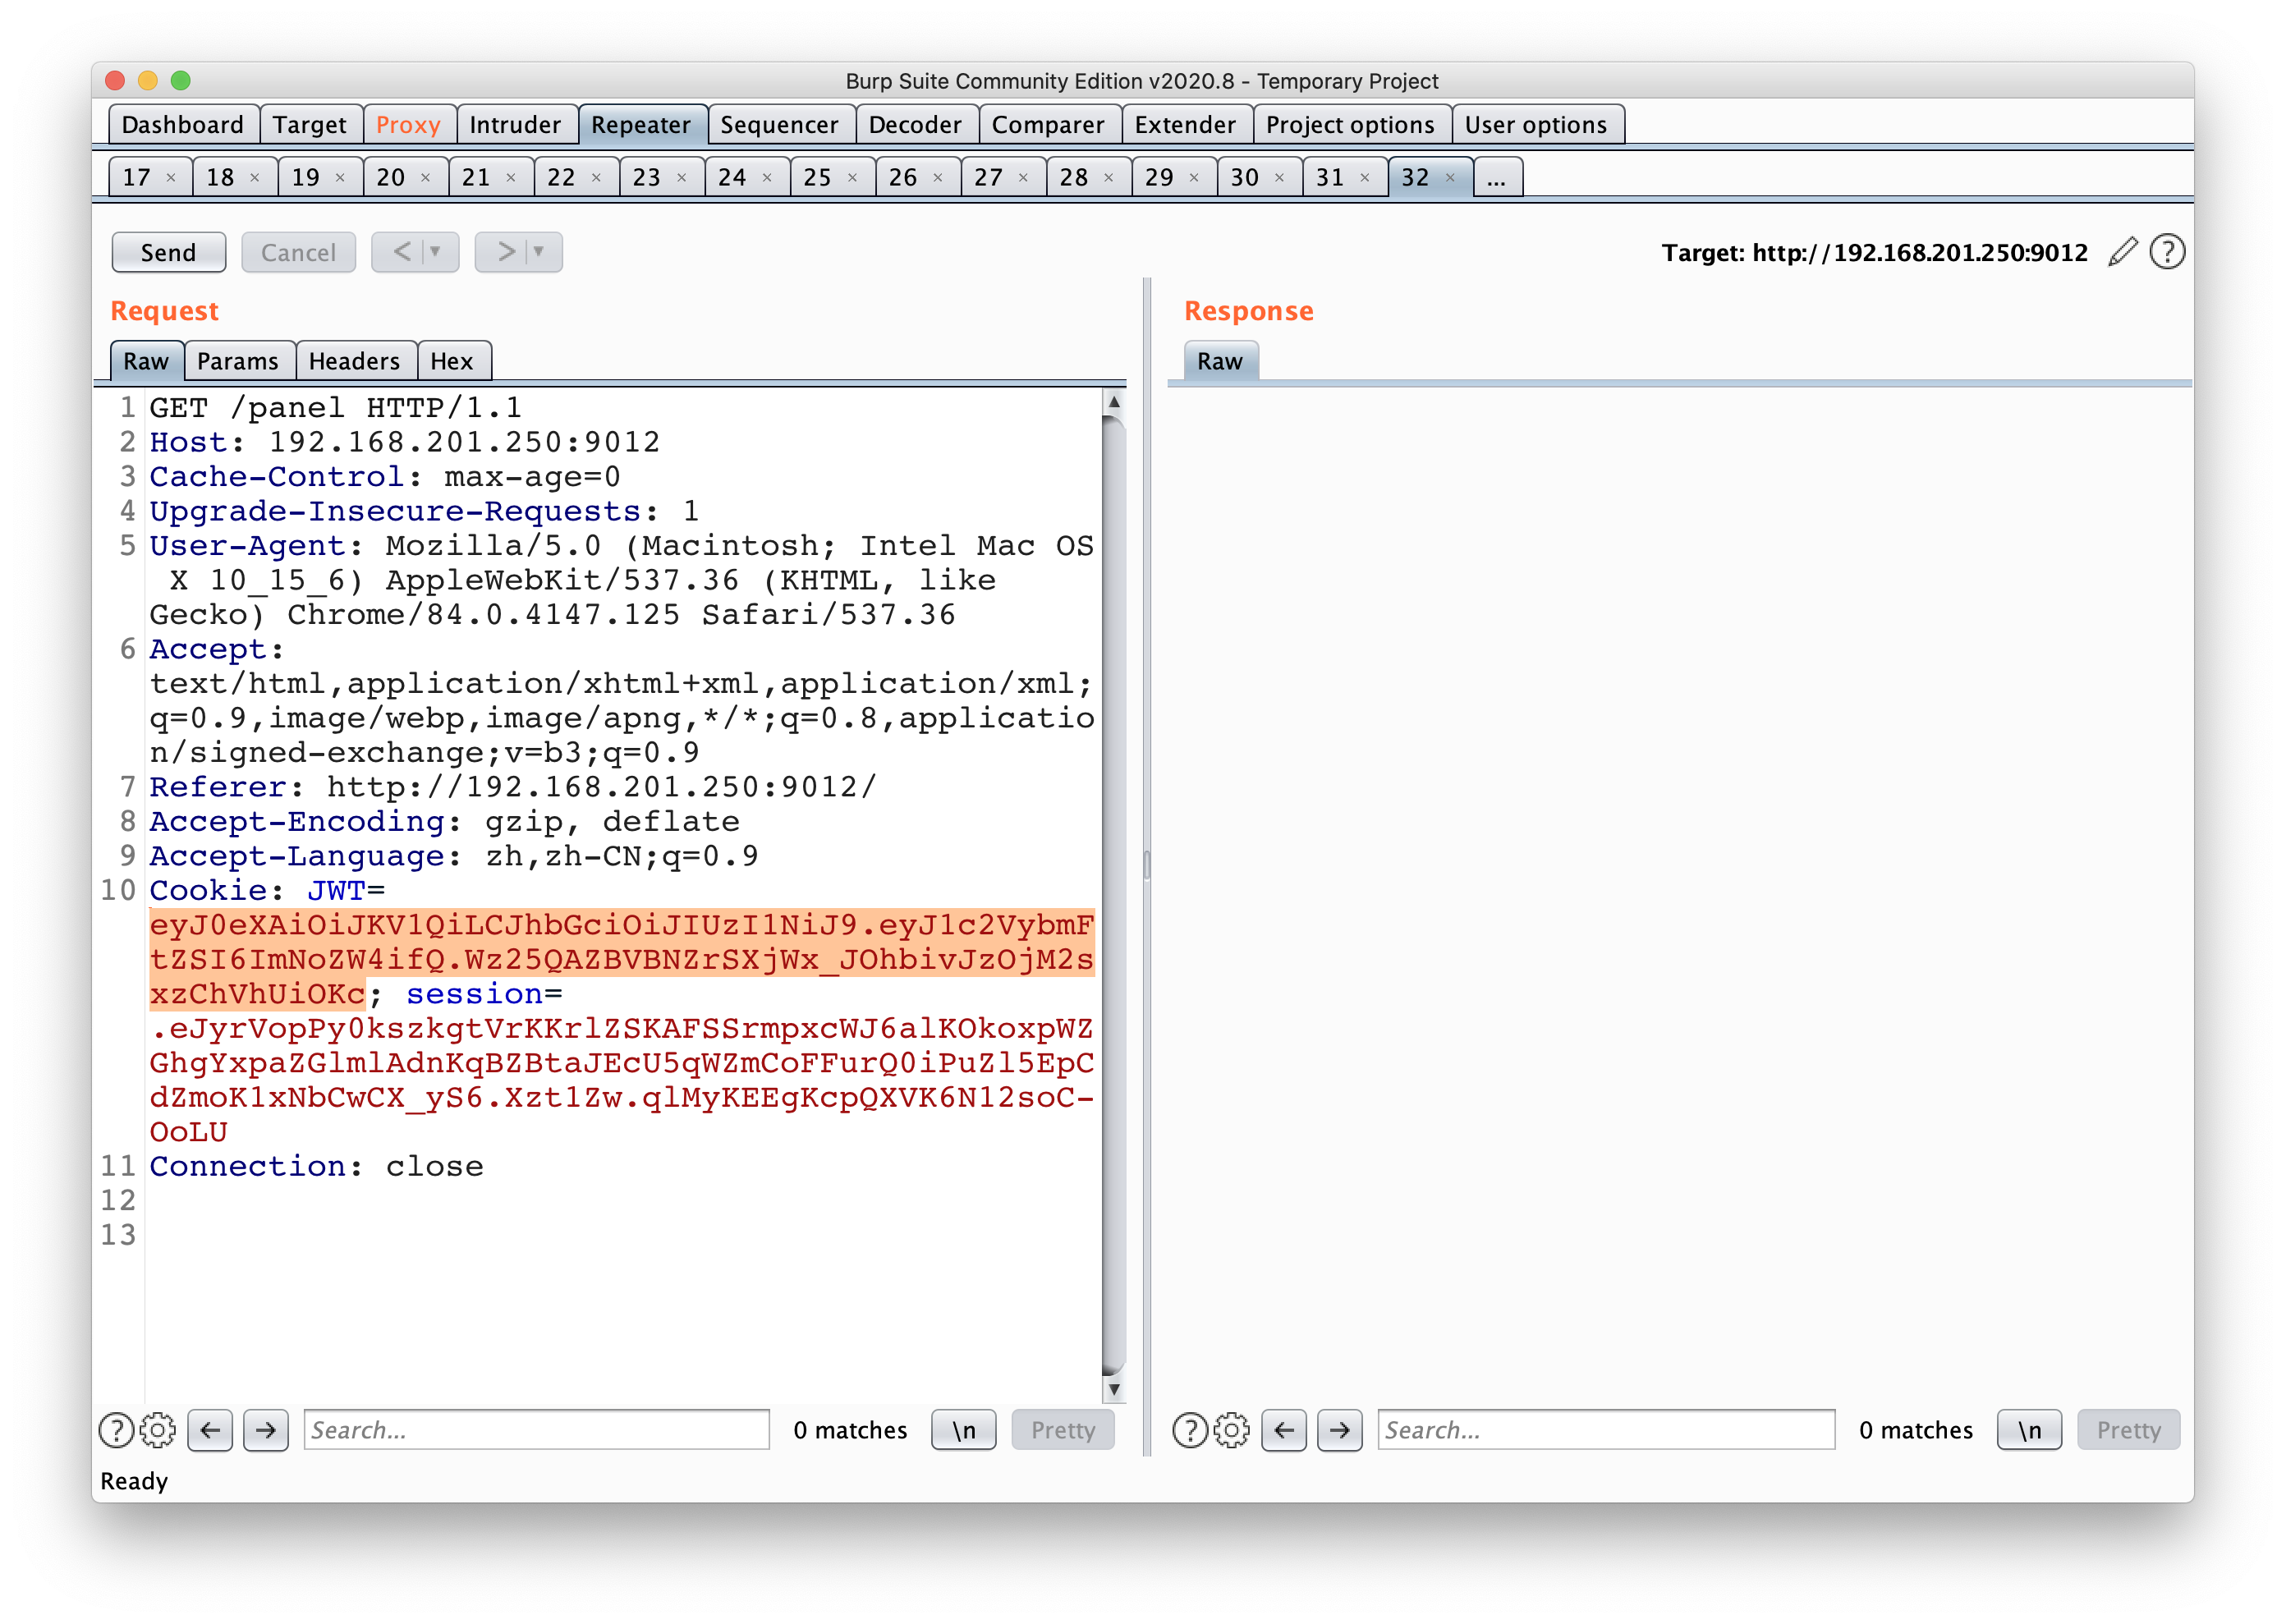 Burp Suite Community Edition v2020.8 - Temporary Project
Dashboard Target Proxy Intruder Repeater Sequencer Decoder Comparer Extender Project options User options
17 × 18 × 19 × 20 × 21 × 22 × 23 × 24 × 25 × 26 × 27 × 28 × 29 × 30 × 31 × 32 × ...
Send Cancel < > Target: http://192.168.201.250:9012
Request
Response
Raw Params Headers Hex
Raw
1 GET /panel HTTP/1.1
2 Host: 192.168.201.250:9012
3 Cache-Control: max-age=0
4 Upgrade-Insecure-Requests: 1
5 User-Agent: Mozilla/5.0 (Macintosh; Intel Mac OS
X 10_15_6) AppleWebKit/537.36 (KHTML, like
Gecko) Chrome/84.0.4147.125 Safari/537.36
6 Accept:
text/html,application/xhtml+xml,application/xml;
q=0.9,image/webp,image/apng,*/*;q=0.8,applicatio
n/signed-exchange;v=b3;q=0.9
7 Referer: http://192.168.201.250:9012/
8 Accept-Encoding: gzip, deflate
9 Accept-Language: zh,zh-CN;q=0.9
10 Cookie: JWT=
eyJ0eXAiOiJKV1QiLCJhbGciOiJIUzI1NiJ9.eyJ1c2VybmF
tZSI6ImNoZW4ifQ.Wz25QAZBVBNZrSXjWx_JOhbivJzOjM2s
xzChVhUiOKc; session=
.eJyrVopPy0kszkgtVrKKrlZSKAFSSrmpxcWJ6alKOkoxpWZ
GhgYxpaZGlmlAdnKqBZBtaJEcU5qWZmCoFFurQ0iPuZl5EpC
dZmoK1xNbCwCX_yS6.Xzt1Zw.qlMyKEEgKcpQXVK6N12soC-
OoLU
11 Connection: close
12
13
Search... 0 matches \n Pretty
Search... 0 matches \n Pretty
Ready